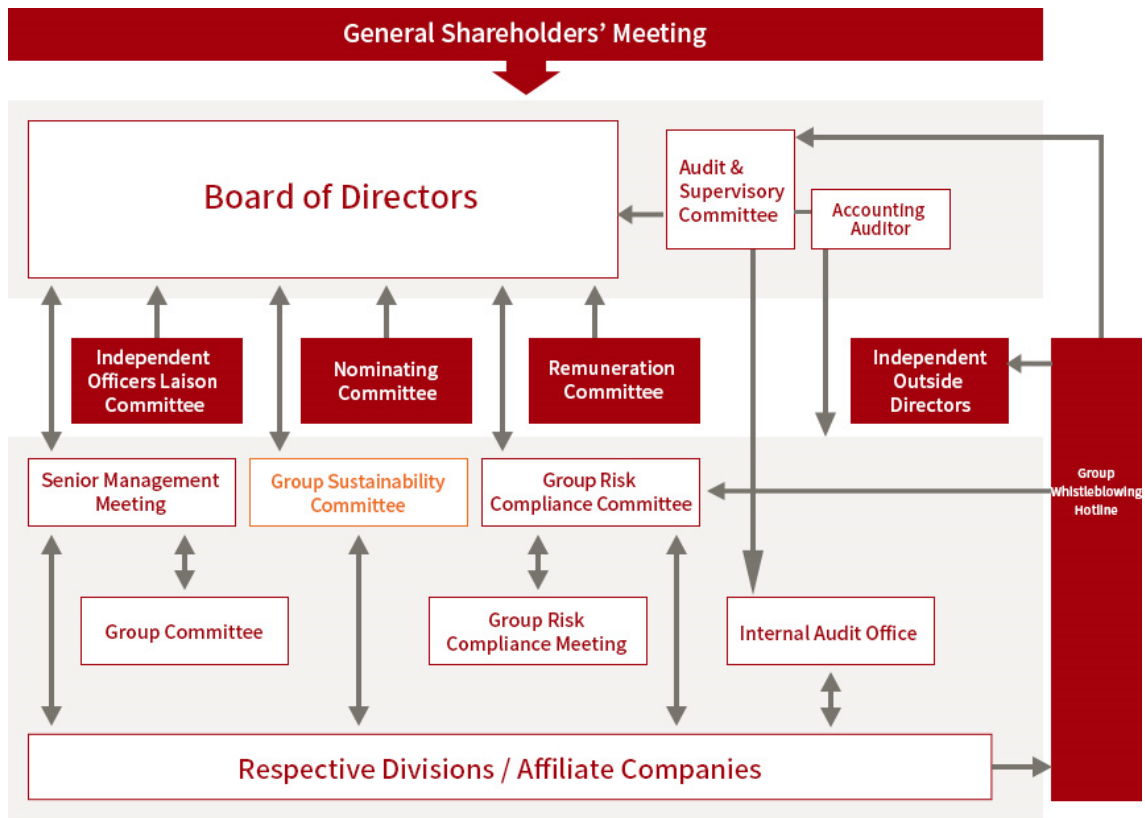 General Shareholders’ Meeting
Board of Directors
Audit &
Supervisory
Committee
Accounting
Auditor
Independent
Officers Laison
Committee
Nominating
Committee
Remuneration
Committee
Independent
Outside
Directors
Senior Management
Meeting
Group Sustainability
Committee
Group Risk
Compliance Committee
Group
Whistleblowing
Hotline
Group Committee
Group Risk
Compliance Meeting
Internal Audit Office
Respective Divisions / Affiliate Companies